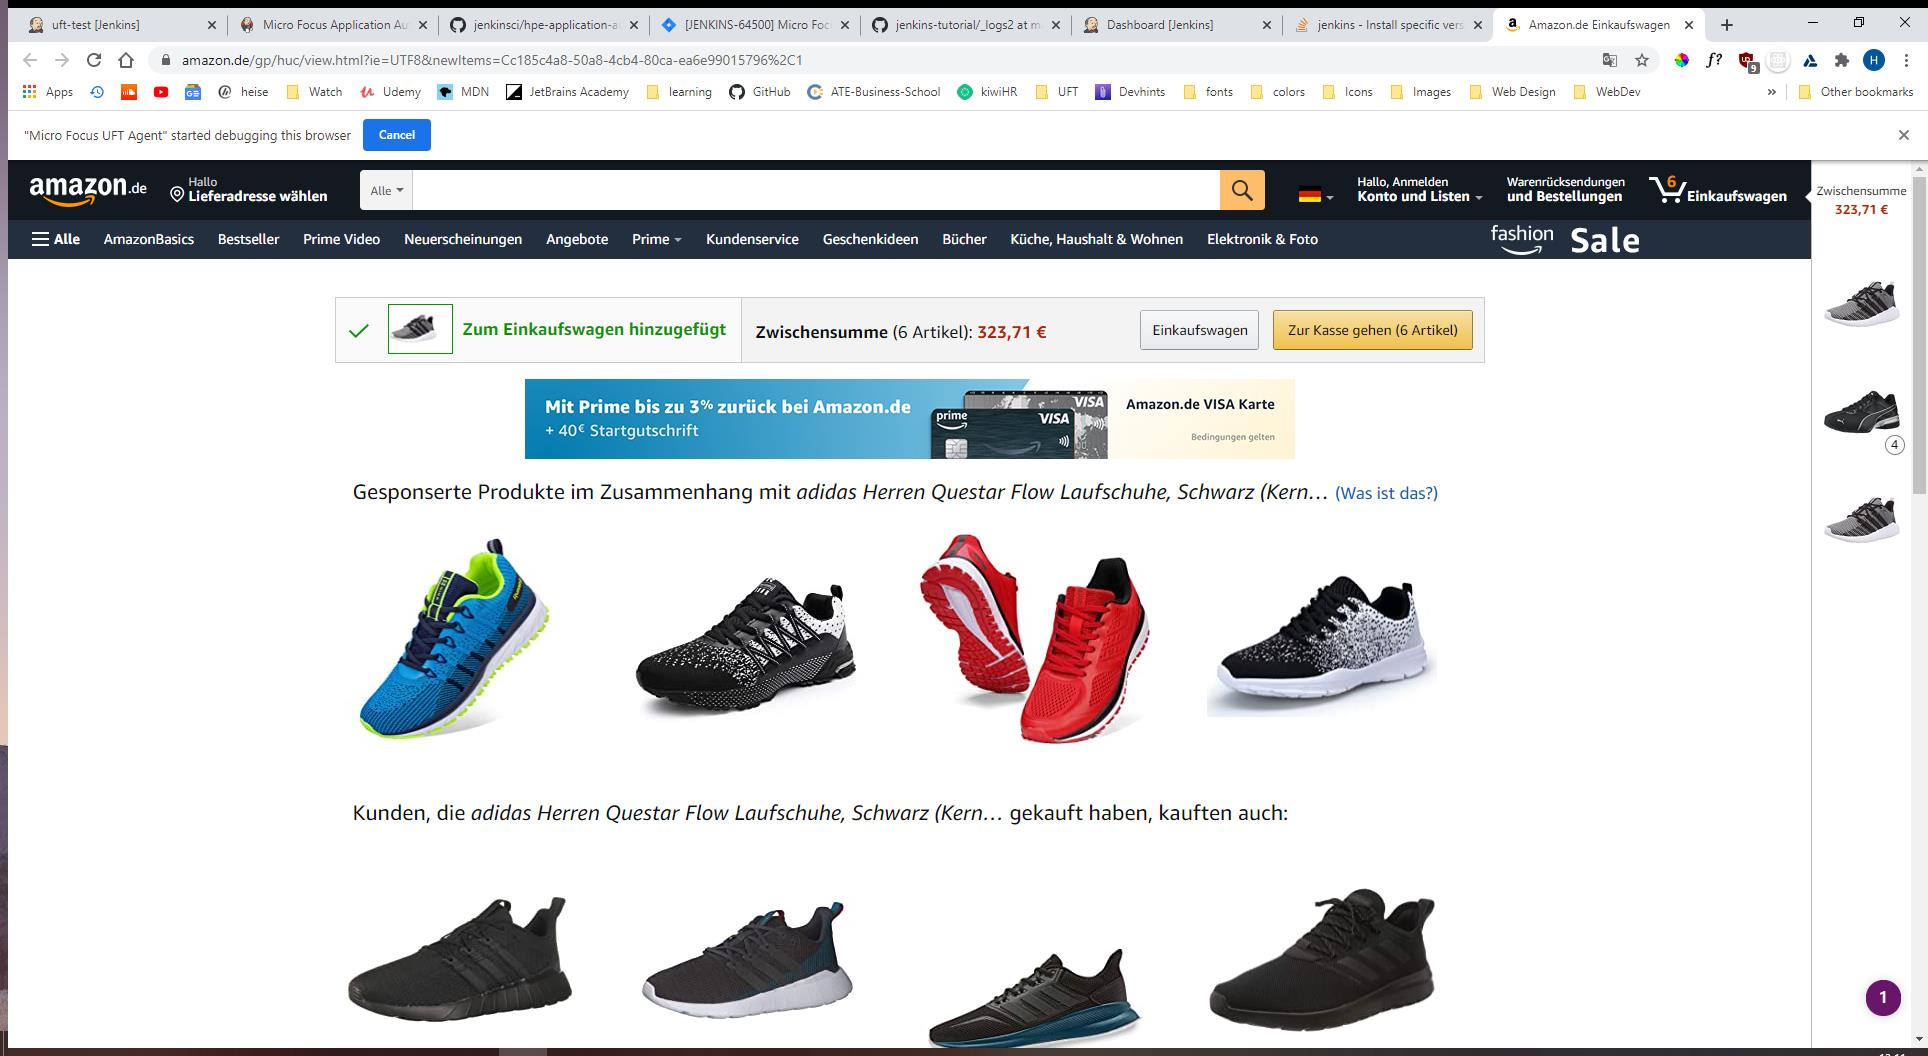 uft-test [Jenkins]
Micro Focus Application Au
jenkinsci/hpe-application-a
[JENKINS-64500] Micro Foc
jenkins-tutorial/_logs2 at m
Dashboard [Jenkins]
jenkins - Install specific vers
Amazon.de Einkaufswagen
amazon.de/gp/huc/view.html?ie=UTF8&newItems=Cc185c4a8-50a8-4cb4-80ca-ea6e99015796%2C1
f?
9
H
Apps
heise
Watch
Udemy
MDN
JetBrains Academy
learning
GitHub
ATE-Business-School
kiwiHR
UFT
Devhints
fonts
colors
Icons
Images
Web Design
WebDev
»
Other bookmarks
"Micro Focus UFT Agent" started debugging this browser
Cancel
amazon.de
Hallo
Lieferadresse wählen
Alle
Hallo, Anmelden
Konto und Listen
Warenrücksendungen
und Bestellungen
6
Einkaufswagen
Zwischensumme
323,71 €
Alle
AmazonBasics
Bestseller
Prime Video
Neuerscheinungen
Angebote
Prime
Kundenservice
Geschenkideen
Bücher
Küche, Haushalt & Wohnen
Elektronik & Foto
fashion
Sale
Zum Einkaufswagen hinzugefügt
Zwischensumme (6 Artikel): 323,71 €
Einkaufswagen
Zur Kasse gehen (6 Artikel)
Mit Prime bis zu 3% zurück bei Amazon.de
+ 40€ Startgutschrift
VISA
prime
VISA
Amazon.de VISA Karte
Bedingungen gelten
4
Gesponserte Produkte im Zusammenhang mit adidas Herren Questar Flow Laufschuhe, Schwarz (Kern… (Was ist das?)
Kunden, die adidas Herren Questar Flow Laufschuhe, Schwarz (Kern… gekauft haben, kauften auch:
1